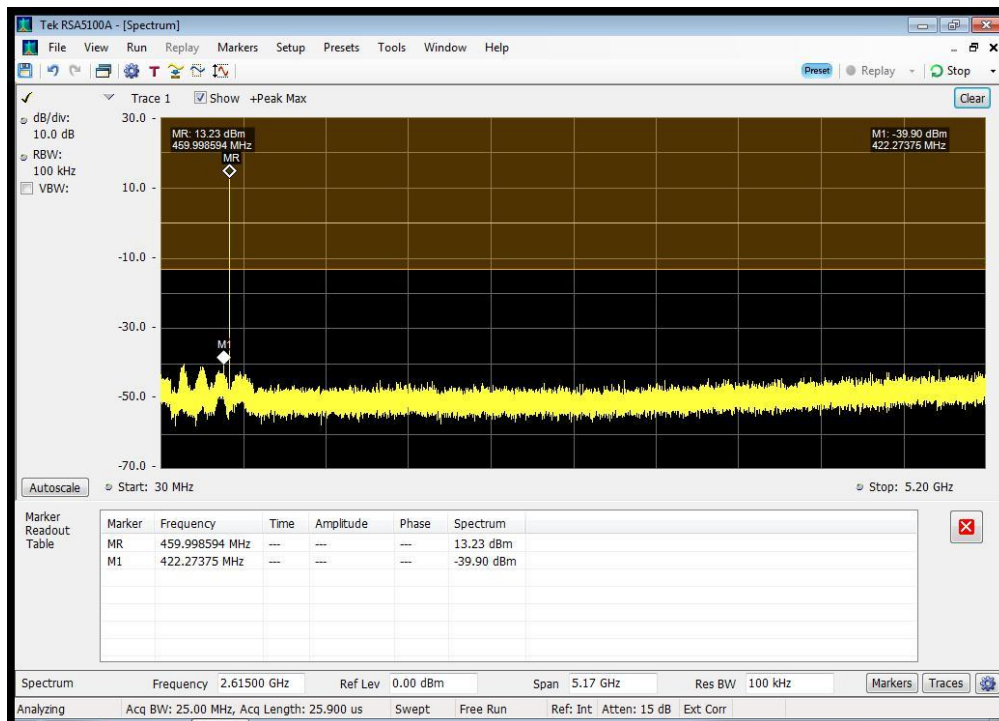 Tek RSA5100A - [Spectrum]
File View Run Replay Markers Setup Presets Tools Window Help
Preset Replay Stop
Trace 1 Show +Peak Max Clear
dB/div:
10.0 dB
RBW:
100 kHz
VBW:
30.0
10.0
-10.0
-30.0
-50.0
-70.0
MR: 13.23 dBm
459.998594 MHz
MR
M1: -39.90 dBm
422.27375 MHz
M1
Autoscale Start: 30 MHz Stop: 5.20 GHz
Marker
Readout
Table
Marker Frequency Time Amplitude Phase Spectrum
MR 459.998594 MHz --- --- --- 13.23 dBm
M1 422.27375 MHz --- --- --- -39.90 dBm
Spectrum Frequency 2.61500 GHz Ref Lev 0.00 dBm Span 5.17 GHz Res BW 100 kHz Markers Traces
Analyzing Acq BW: 25.00 MHz, Acq Length: 25.900 us Swept Free Run Ref: Int Atten: 15 dB Ext Corr